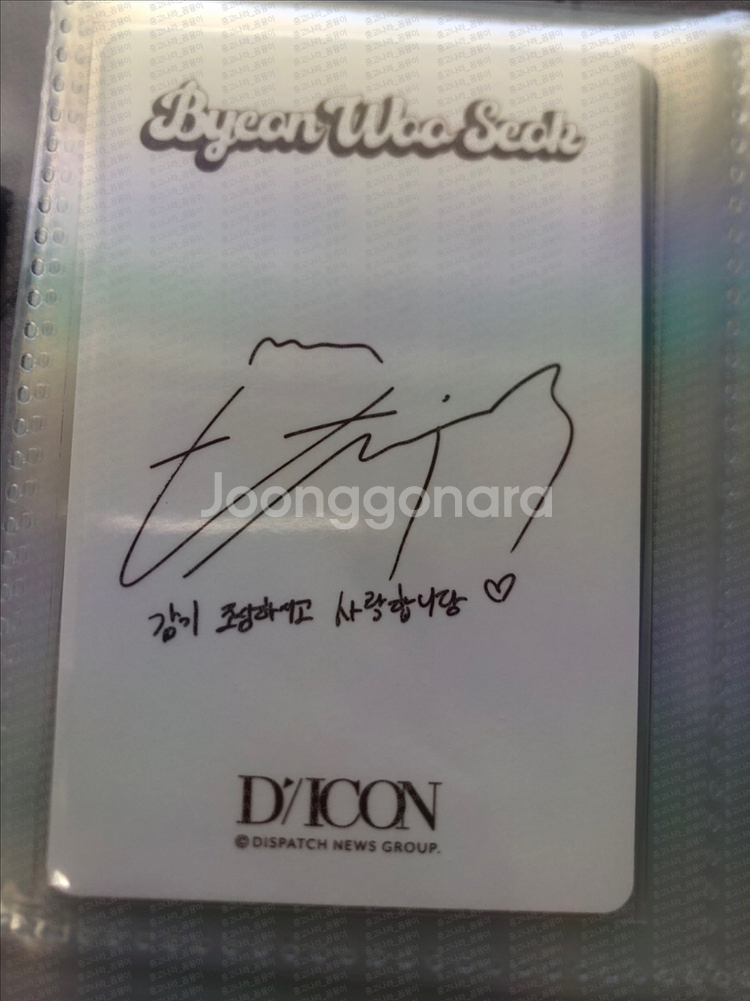 Byeon Woo Seok
Joonggonara
감기 조심하시고 사랑합니당 ♡
D'/ICON
© DISPATCH NEWS GROUP.